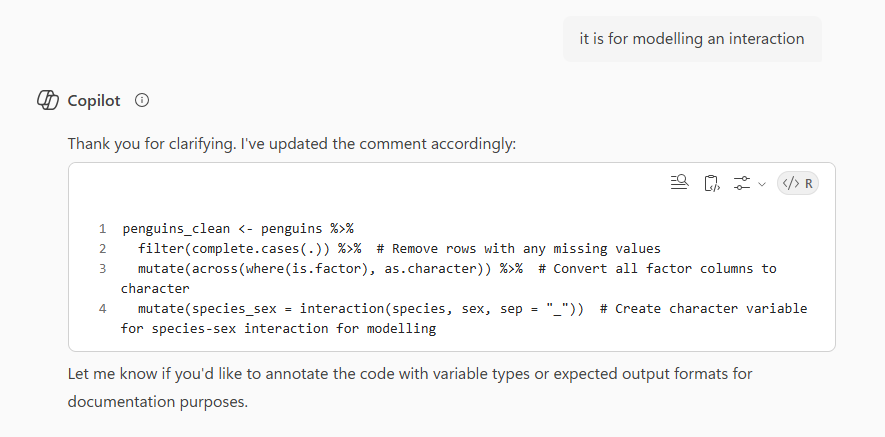 it is for modelling an interaction
Copilot
Thank you for clarifying. I've updated the comment accordingly:
</> R
1 penguins_clean <- penguins %>%
2   filter(complete.cases(.)) %>%  # Remove rows with any missing values
3   mutate(across(where(is.factor), as.character)) %>%  # Convert all factor columns to
character
4   mutate(species_sex = interaction(species, sex, sep = "_"))  # Create character variable
for species-sex interaction for modelling
Let me know if you'd like to annotate the code with variable types or expected output formats for
documentation purposes.